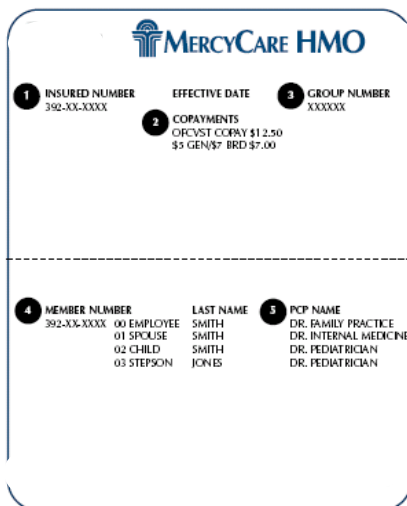 MERCYCARE HMO
1 INSURED NUMBER EFFECTIVE DATE 3 GROUP NUMBER
392-XX-XXXX XXXXXX
2 COPAYMENTS
OFCVST COPAY $12.50
$5 GEN/$7 BRD $7.00
4 MEMBER NUMBER LAST NAME 5 PCP NAME
392-XX-XXXX 00 EMPLOYEE SMITH DR. FAMILY PRACTICE
01 SPOUSE SMITH DR. INTERNAL MEDICINE
02 CHILD SMITH DR. PEDIATRICIAN
03 STEPSON JONES DR. PEDIATRICIAN